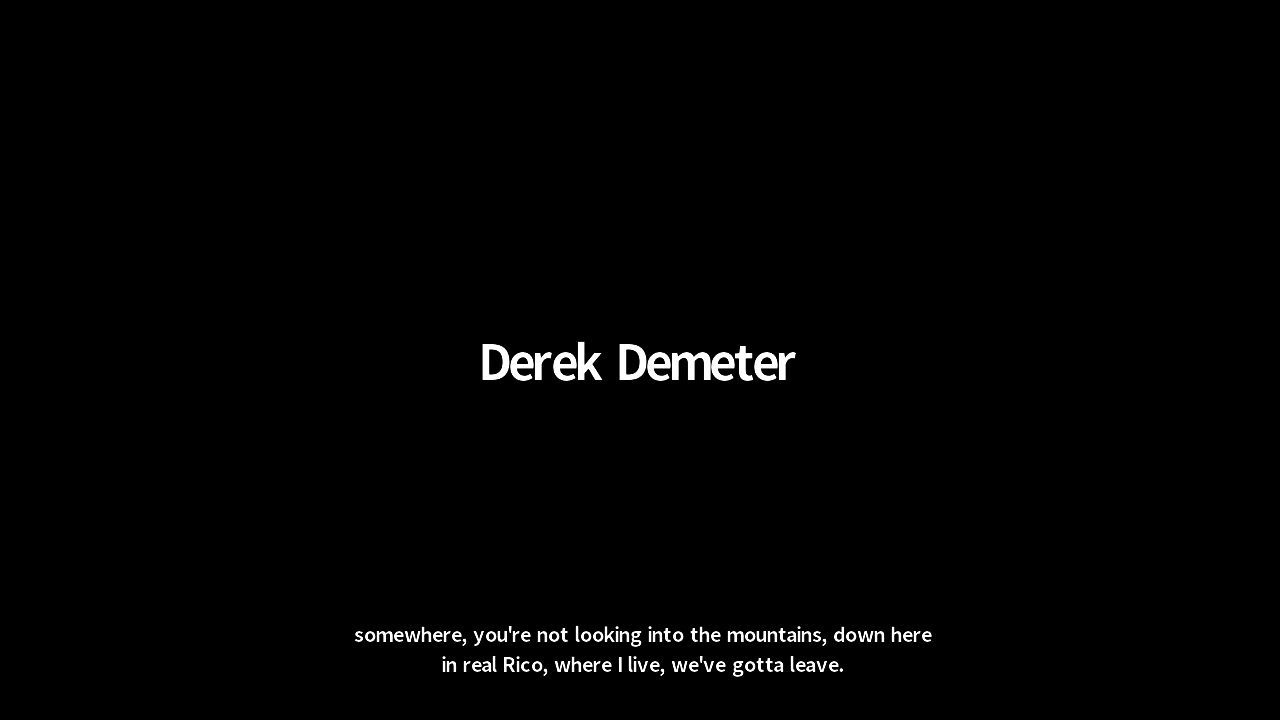 Derek Demeter
somewhere, you're not looking into the mountains, down here
in real Rico, where I live, we've gotta leave.